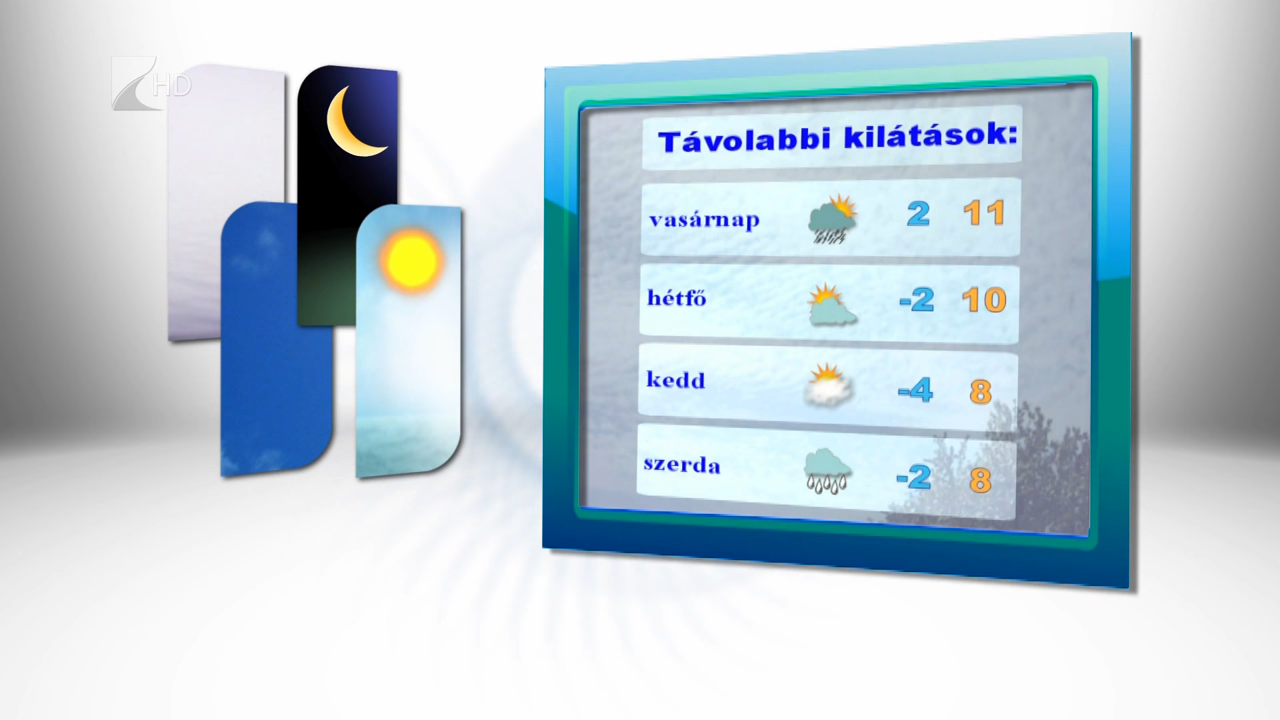 HD
Távolabbi kilátások:
vasárnap 2 11
hétfő -2 10
kedd -4 8
szerda -2 8